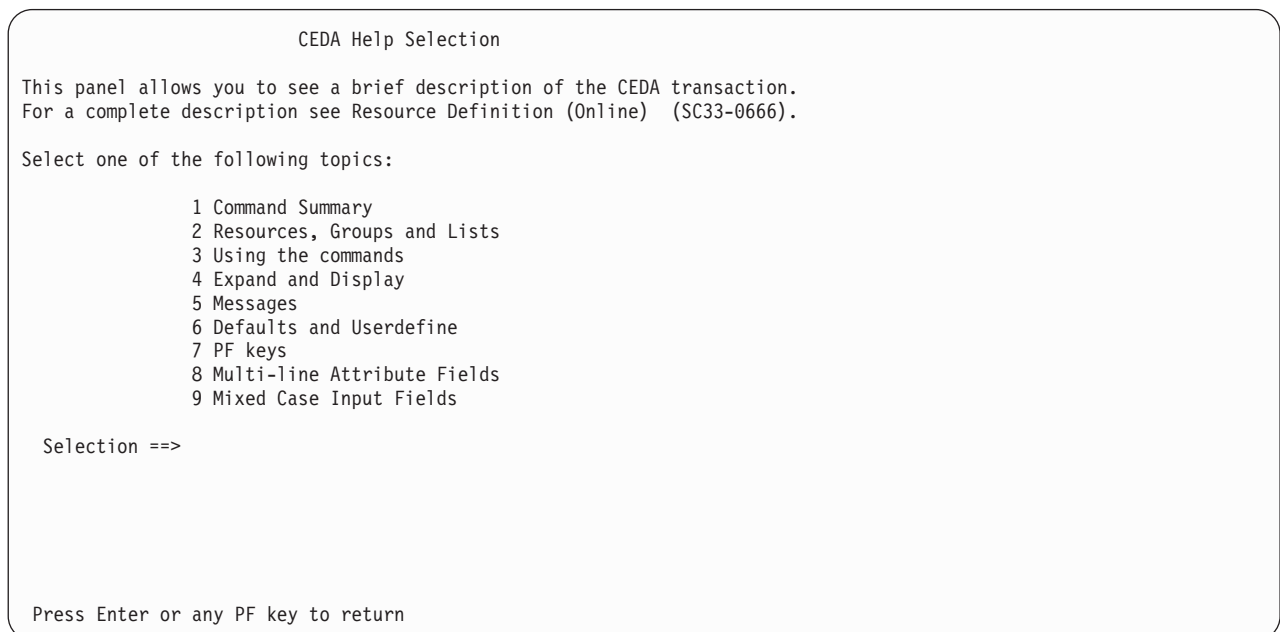 CEDA Help Selection
This panel allows you to see a brief description of the CEDA transaction.
For a complete description see Resource Definition (Online) (SC33-0666).
Select one of the following topics:
1 Command Summary
2 Resources, Groups and Lists
3 Using the commands
4 Expand and Display
5 Messages
6 Defaults and Userdefine
7 PF keys
8 Multi-line Attribute Fields
9 Mixed Case Input Fields
Selection ==>
Press Enter or any PF key to return